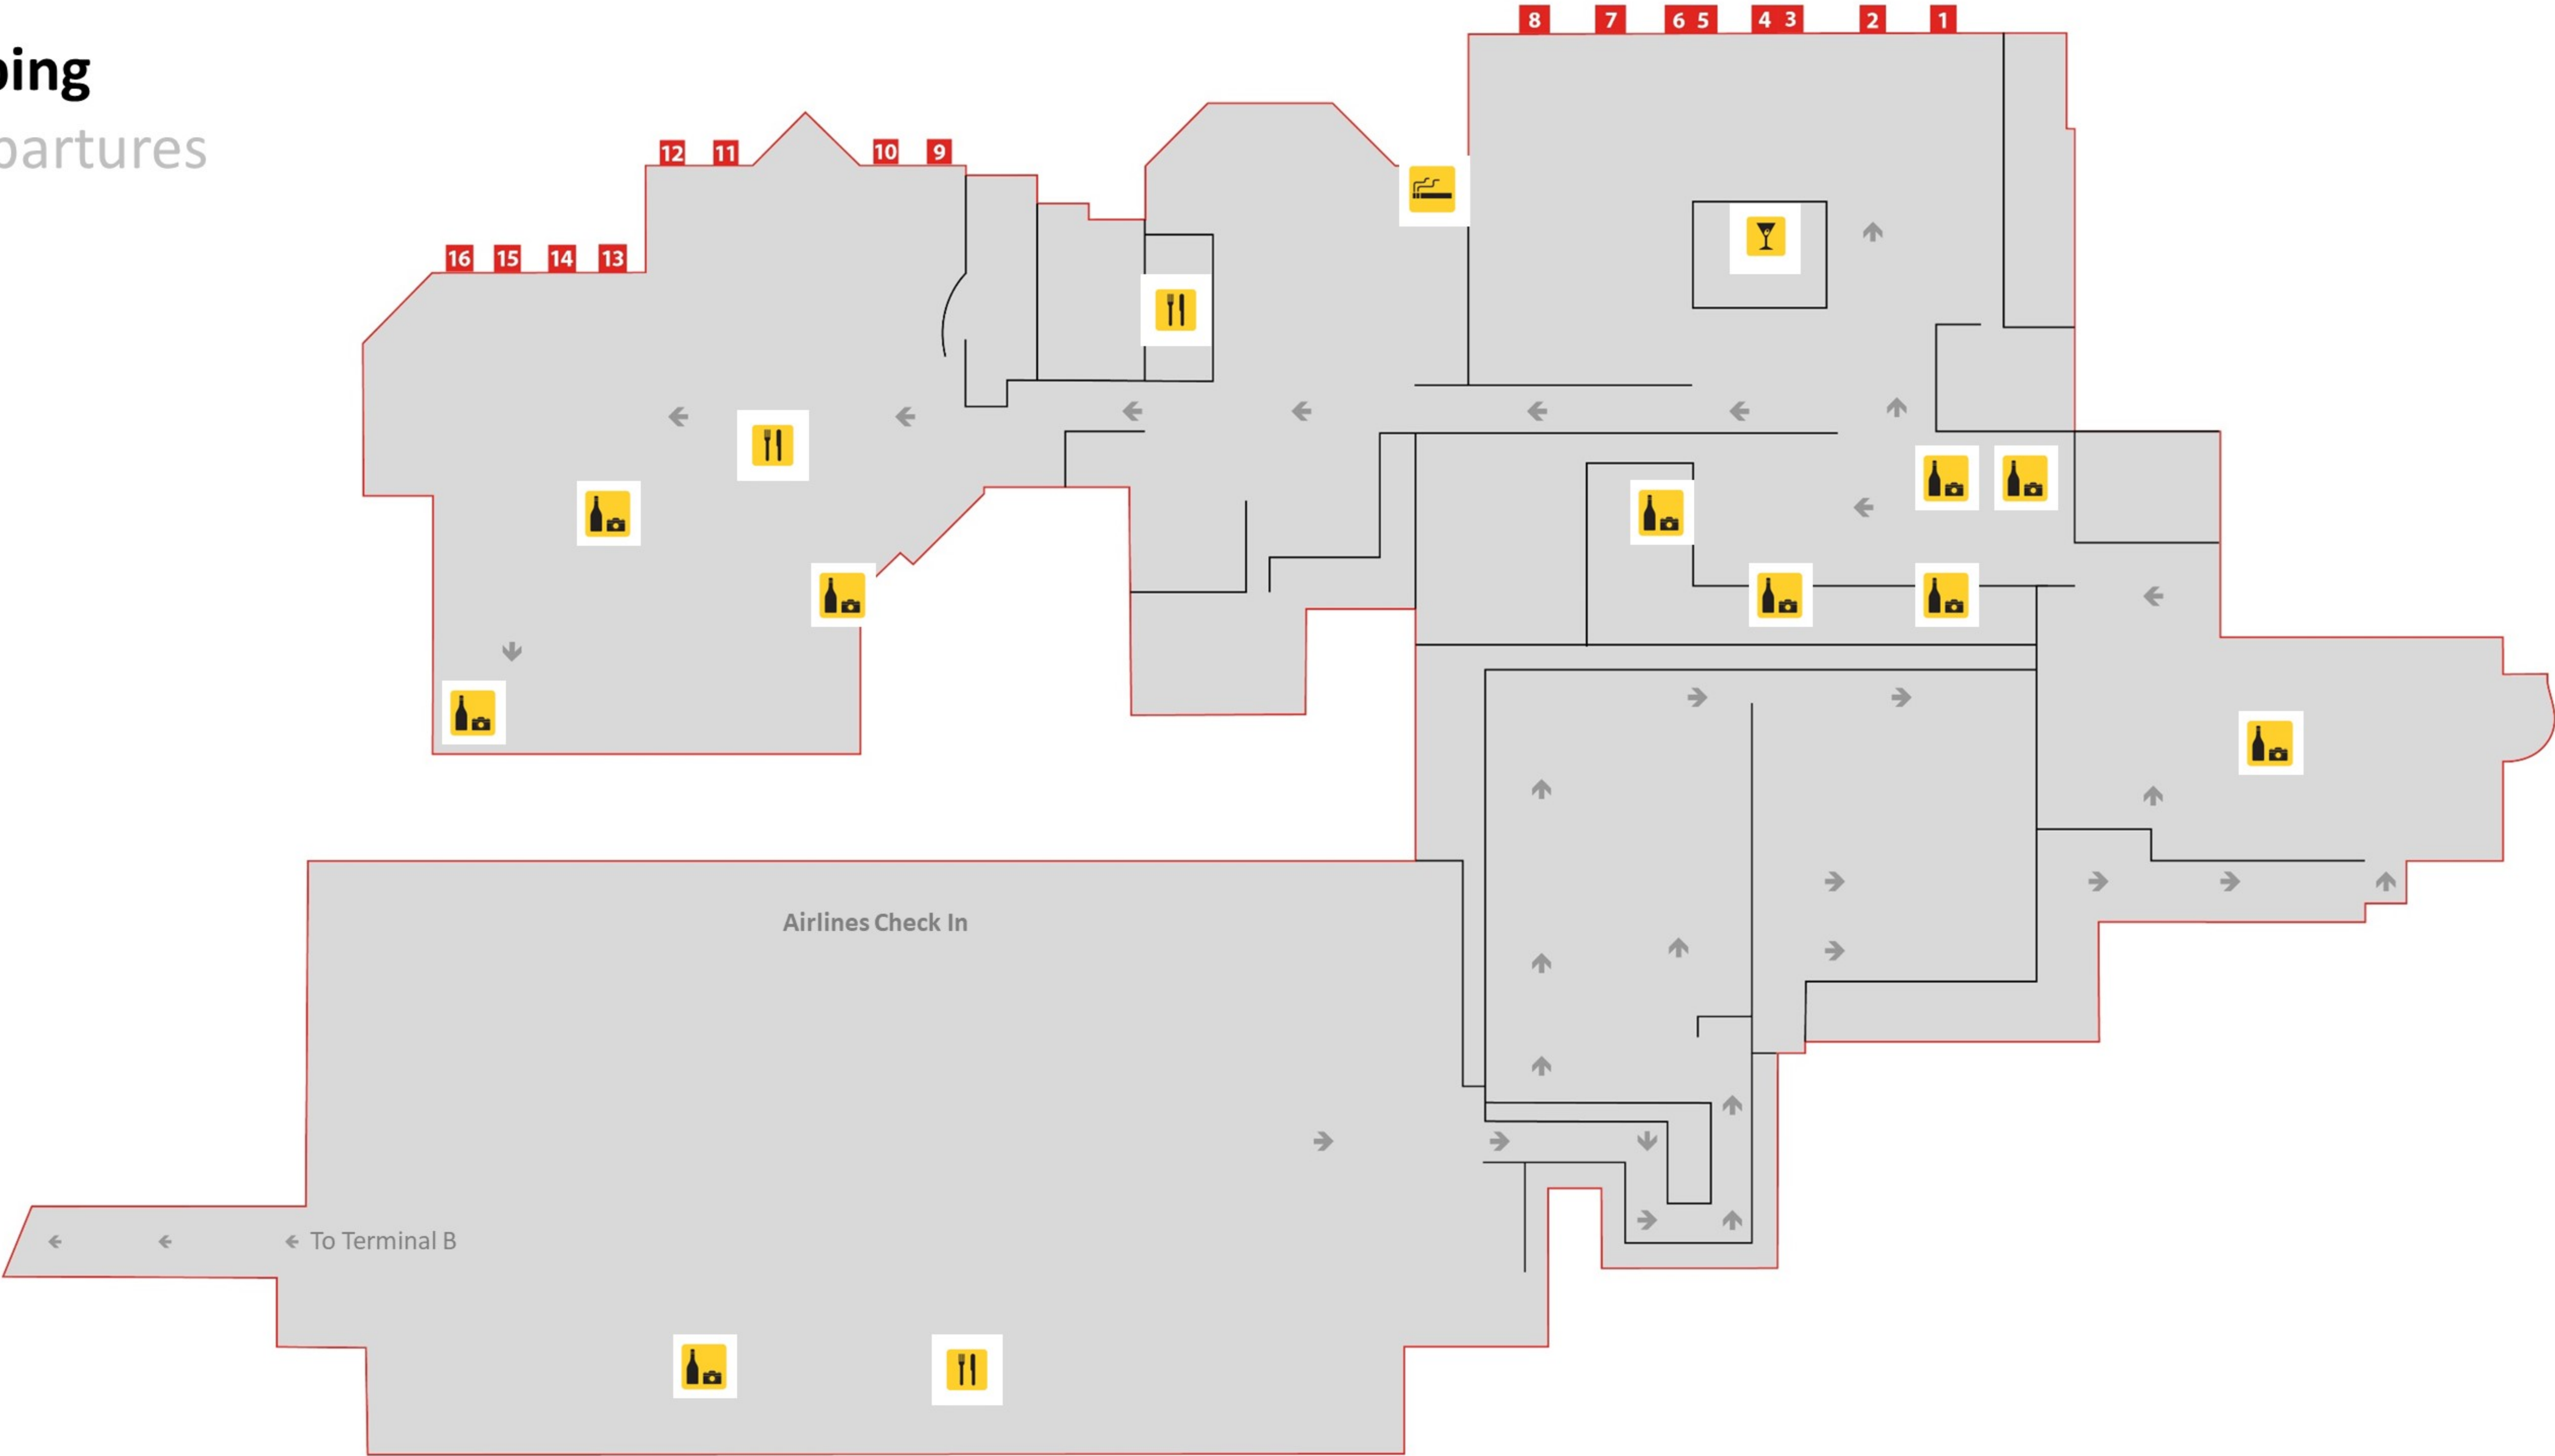 ping
partures
8 7 6 5 4 3 2 1
12 11 10 9
16 15 14 13
Airlines Check In
To Terminal B